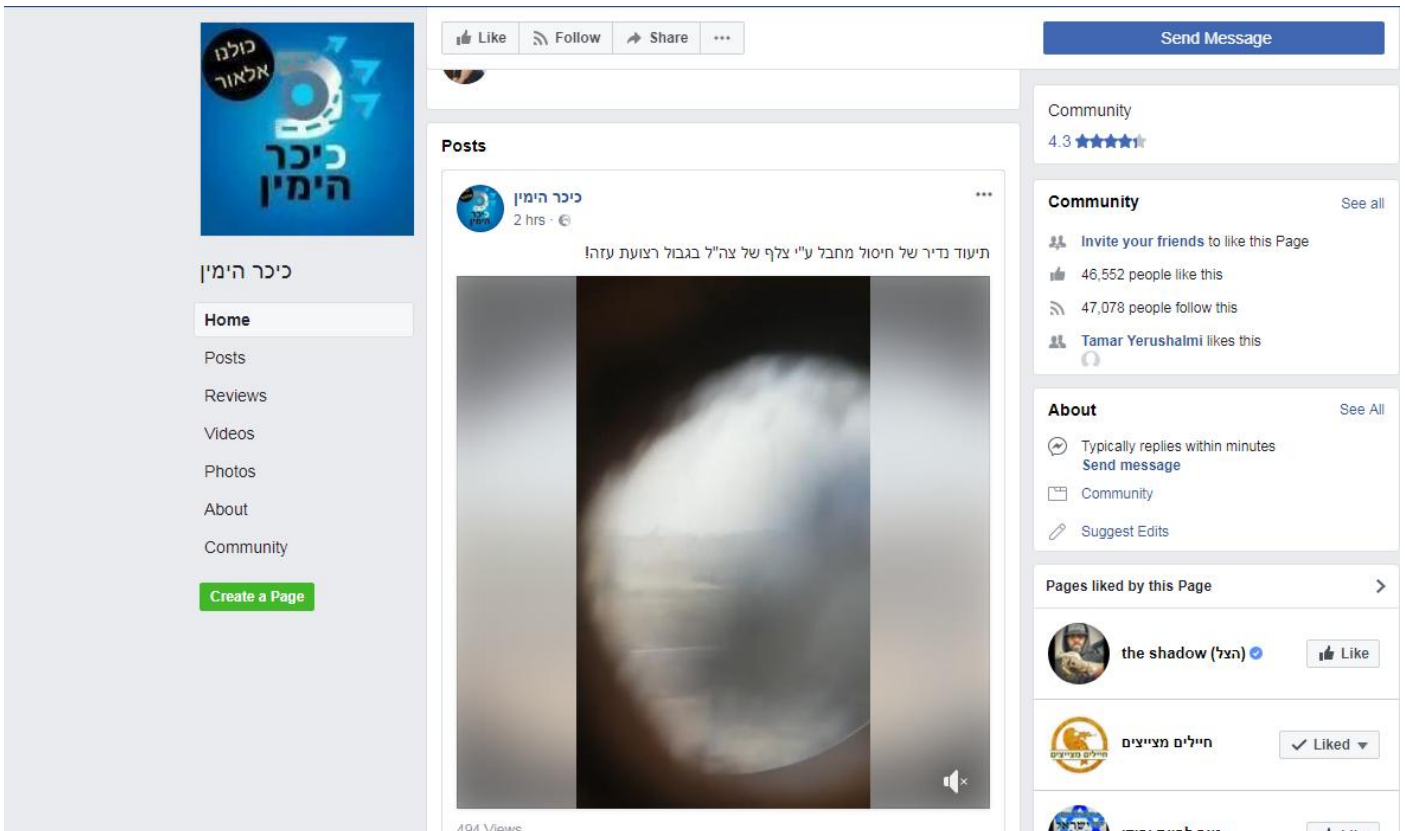 כולנו
אלאור
כיכר
הימין
כיכר הימין
Home
Posts
Reviews
Videos
Photos
About
Community
Create a Page
Like
Follow
Share
Send Message
Posts
כיכר הימין
2 hrs
תיעוד נדיר של חיסול מחבל ע"י צלף של צה"ל בגבול רצועת עזה!
494 Views
Community
4.3
Community
See all
Invite your friends to like this Page
46,552 people like this
47,078 people follow this
Tamar Yerushalmi likes this
About
See All
Typically replies within minutes
Send message
Community
Suggest Edits
Pages liked by this Page
the shadow (הצל)
Like
חיילים מצייצים
חיילים מצייצים
Liked
ישראל